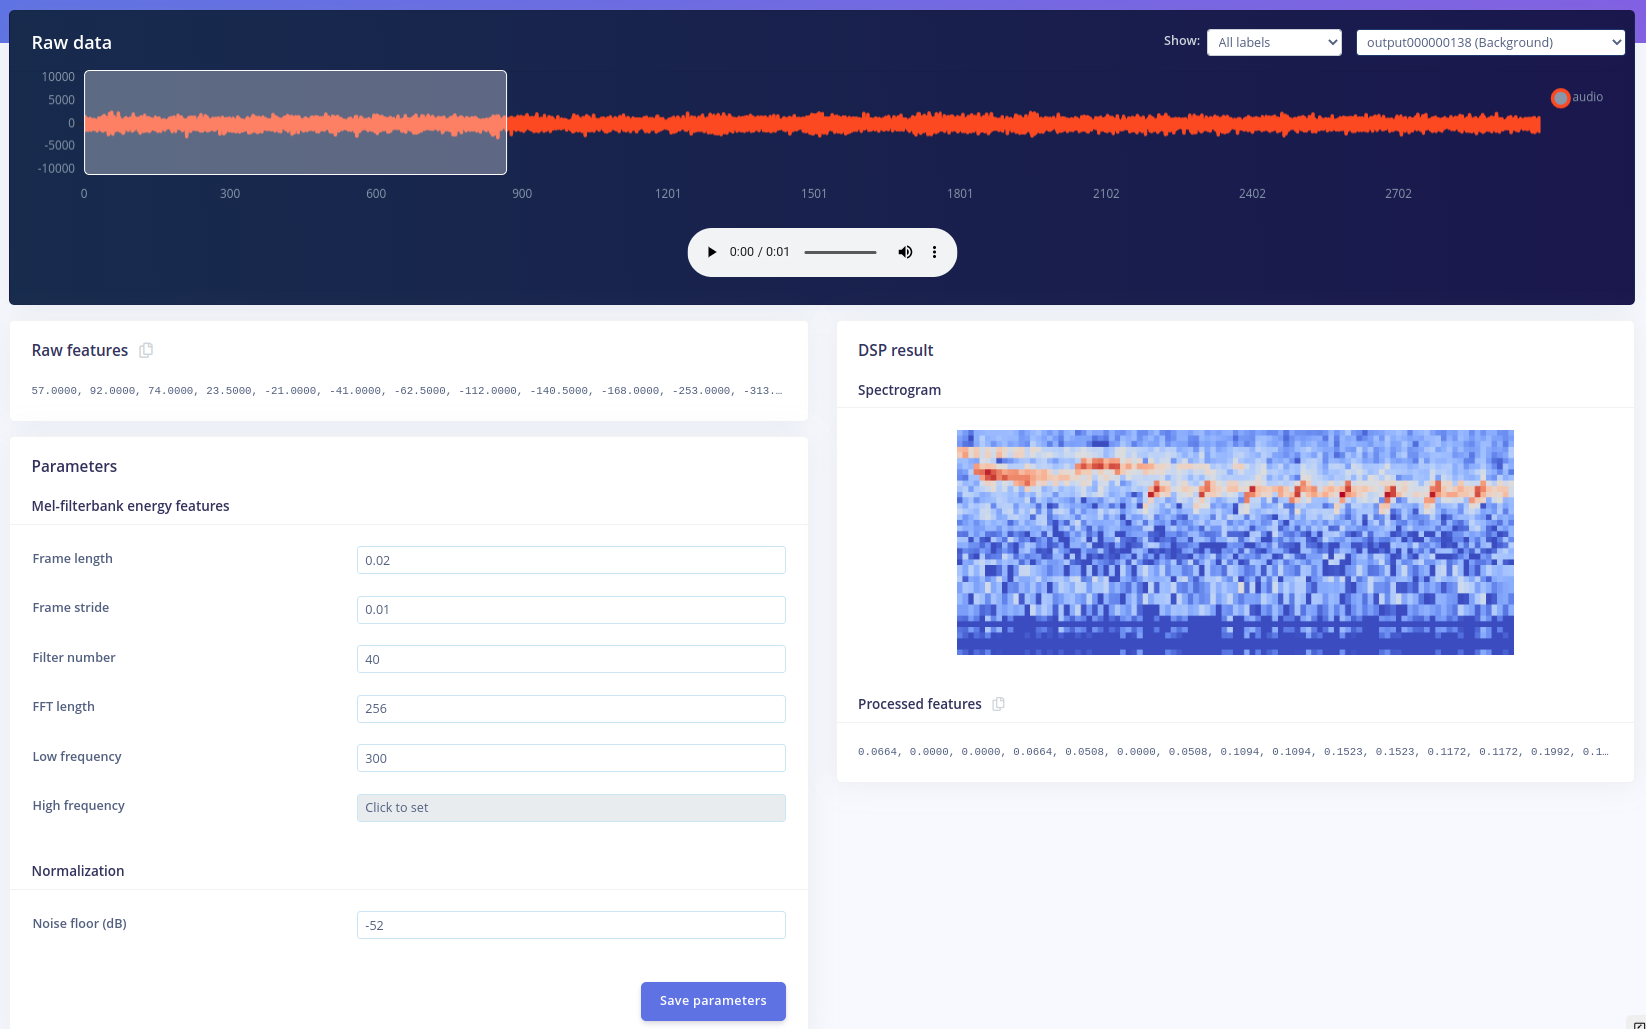 Raw data
Show: All labels output000000138 (Background)
10000
5000
0
-5000
-10000
audio
0 300 600 900 1201 1501 1801 2102 2402 2702
0:00 / 0:01
Raw features
57.0000, 92.0000, 74.0000, 23.5000, -21.0000, -41.0000, -62.5000, -112.0000, -140.5000, -168.0000, -253.0000, -313...
Parameters
Mel-filterbank energy features
Frame length 0.02
Frame stride 0.01
Filter number 40
FFT length 256
Low frequency 300
High frequency Click to set
Normalization
Noise floor (dB) -52
Save parameters
DSP result
Spectrogram
Processed features
0.0664, 0.0000, 0.0000, 0.0664, 0.0508, 0.0000, 0.0508, 0.1094, 0.1094, 0.1523, 0.1523, 0.1172, 0.1172, 0.1992, 0.1...